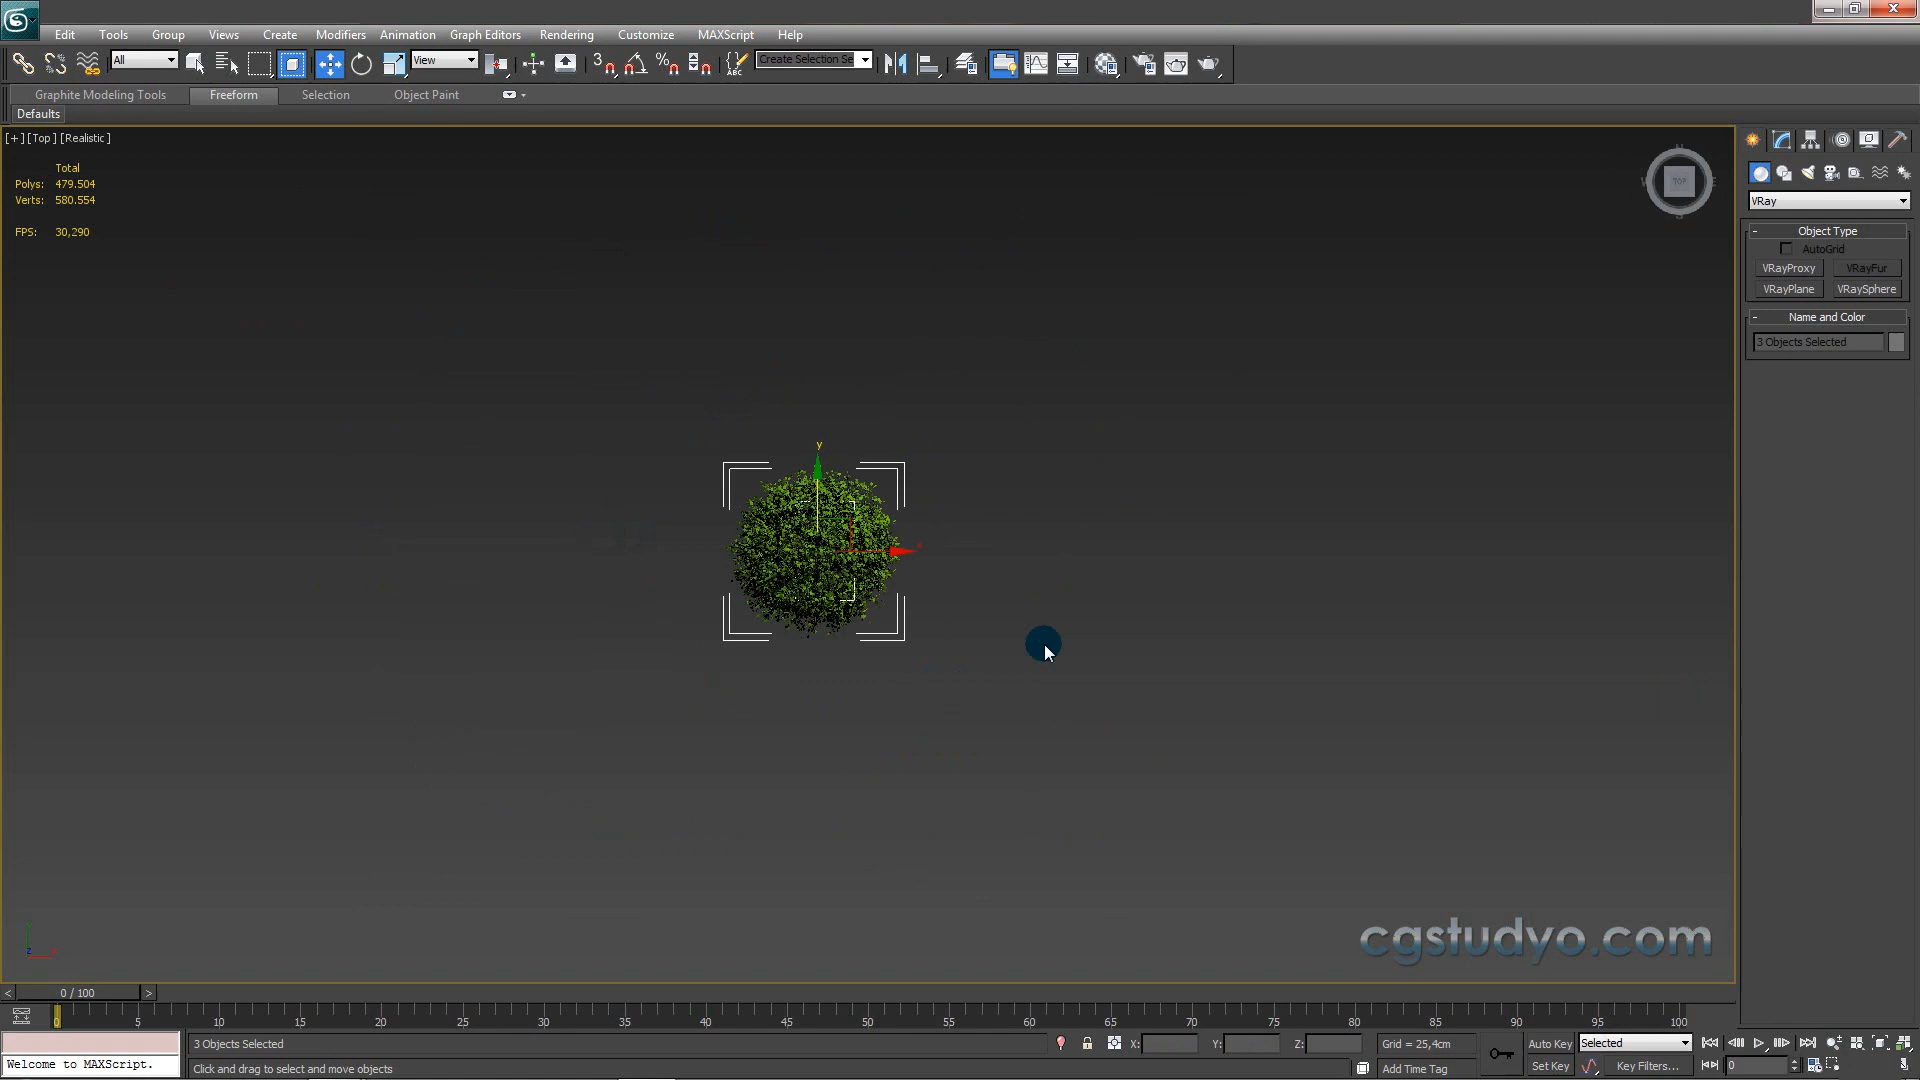 Edit Tools Group Views Create Modifiers Animation Graph Editors Rendering Customize MAXScript Help
All View Create Selection Se
Graphite Modeling Tools Freeform Selection Object Paint
Defaults
[+] [Top] [Realistic]
Total
Polys: 479.504
Verts: 580.554
FPS: 30,290
TOP
VRay
- Object Type
AutoGrid
VRayProxy VRayFur
VRayPlane VRaySphere
- Name and Color
3 Objects Selected
y
x
cgstudyo.com
< 0 / 100 >
0 5 10 15 20 25 30 35 40 45 50 55 60 65 70 75 80 85 90 95 100
3 Objects Selected X: Y: Z: Grid = 25,4cm Auto Key Selected
Welcome to MAXScript. Click and drag to select and move objects Add Time Tag Set Key Key Filters... 0